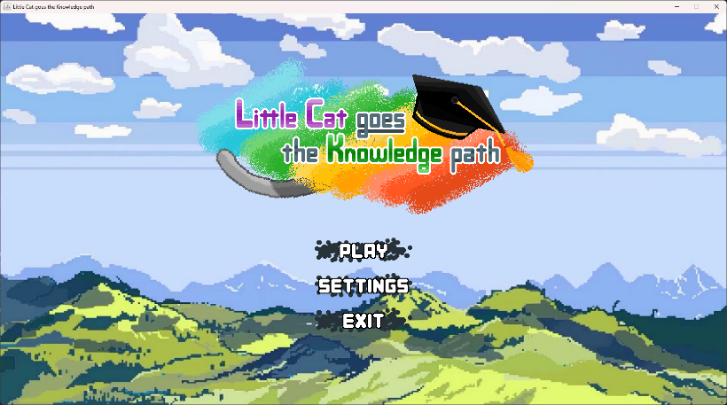 Little Cat goes the Knowledge path
Little Cat goes
the Knowledge path
PLAY
SETTINGS
EXIT